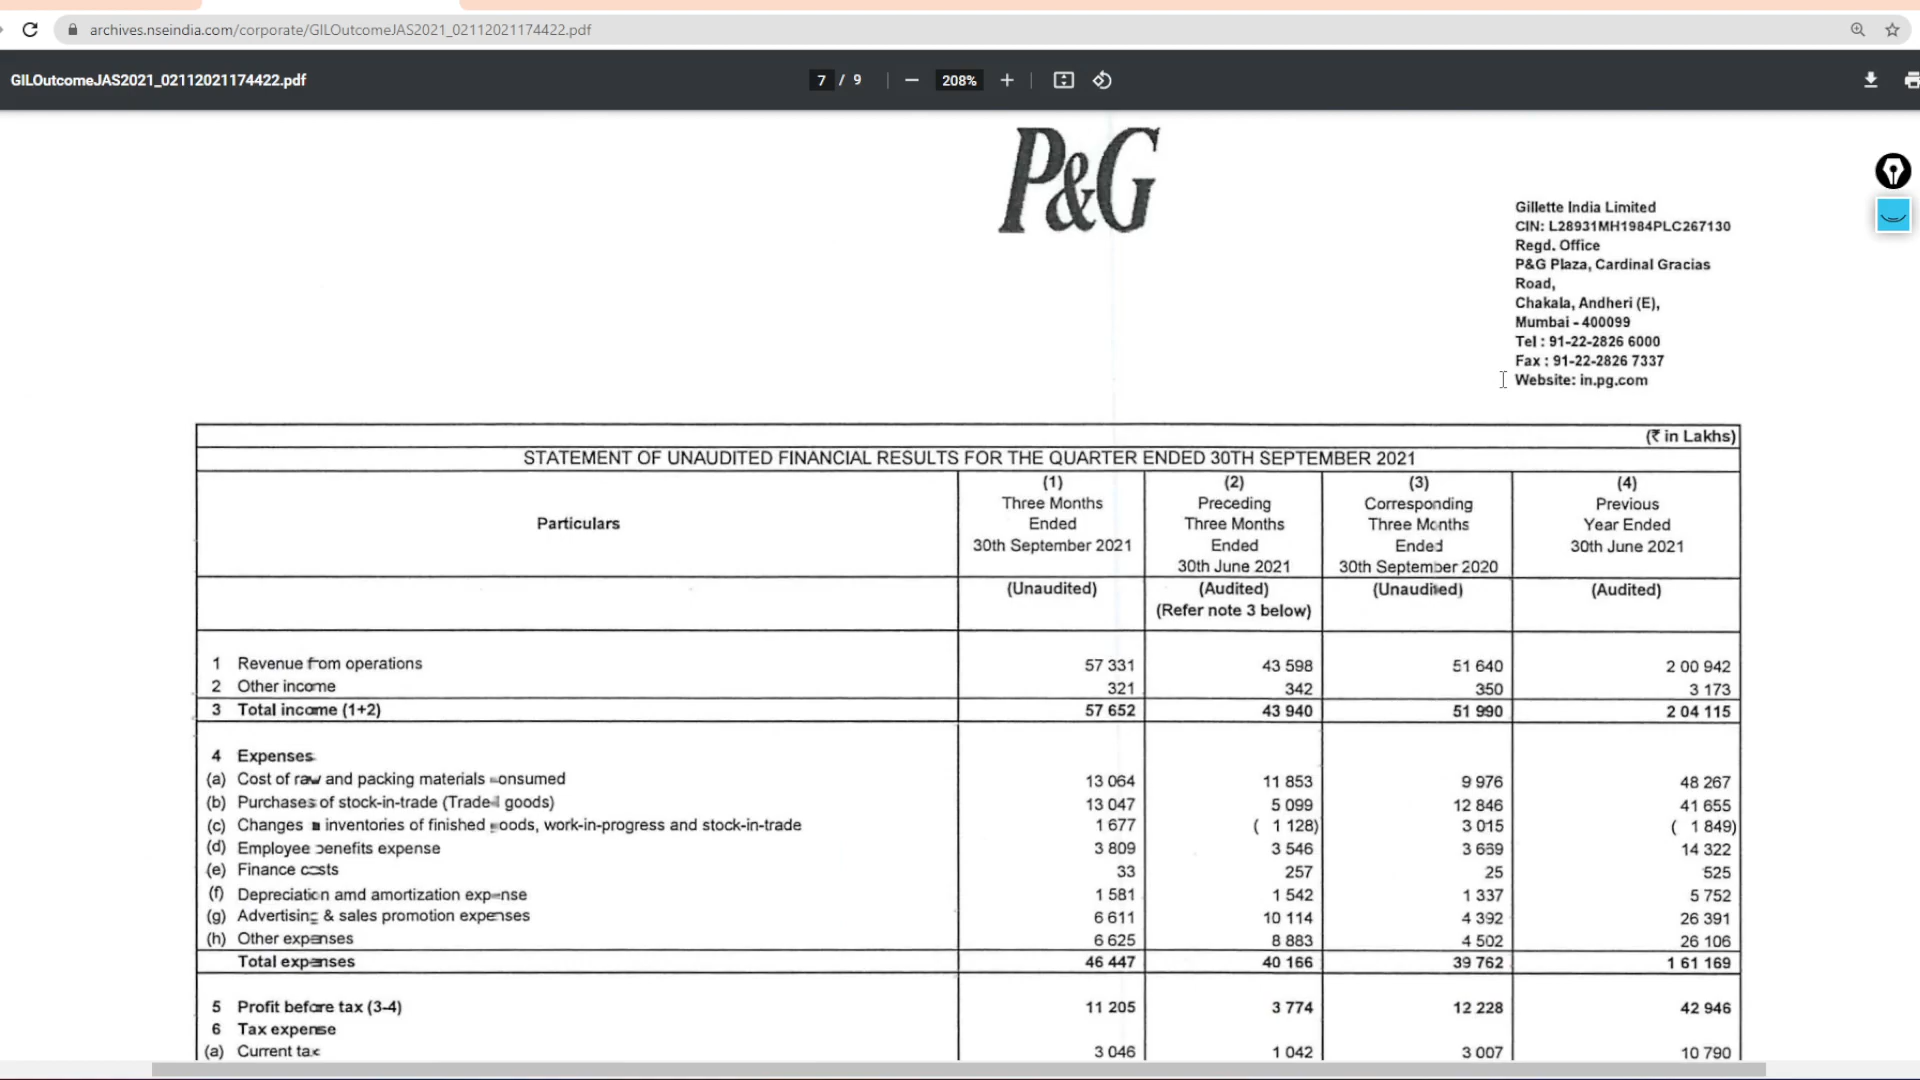 archives.nseindia.com/corporate/GILOutcomeJAS2021_02112021174422.pdf
GILOutcomeJAS2021_02112021174422.pdf
7 / 9
208%
P&G
Gillette India Limited
CIN: L28931MH1984PLC267130
Regd. Office
P&G Plaza, Cardinal Gracias
Road,
Chakala, Andheri (E),
Mumbai - 400099
Tel : 91-22-2826 6000
Fax : 91-22-2826 7337
Website: in.pg.com
(₹ in Lakhs)
STATEMENT OF UNAUDITED FINANCIAL RESULTS FOR THE QUARTER ENDED 30TH SEPTEMBER 2021
Particulars
(1) Three Months Ended 30th September 2021
(2) Preceding Three Months Ended 30th June 2021
(3) Corresponding Three Months Ended 30th September 2020
(4) Previous Year Ended 30th June 2021
(Unaudited) (Audited) (Refer note 3 below) (Unaudited) (Audited)
1 Revenue from operations 57 331 43 598 51 640 2 00 942
2 Other income 321 342 350 3 173
3 Total income (1+2) 57 652 43 940 51 990 2 04 115
4 Expenses
(a) Cost of raw and packing materials consumed 13 064 11 853 9 976 48 267
(b) Purchases of stock-in-trade (Traded goods) 13 047 5 099 12 846 41 655
(c) Changes in inventories of finished goods, work-in-progress and stock-in-trade 1 677 ( 1 128) 3 015 ( 1 849)
(d) Employee benefits expense 3 809 3 546 3 669 14 322
(e) Finance costs 33 257 25 525
(f) Depreciation amd amortization expense 1 581 1 542 1 337 5 752
(g) Advertising & sales promotion expenses 6 611 10 114 4 392 26 391
(h) Other expenses 6 625 8 883 4 502 26 106
Total expenses 46 447 40 166 39 762 1 61 169
5 Profit before tax (3-4) 11 205 3 774 12 228 42 946
6 Tax expense
(a) Current tax 3 046 1 042 3 007 10 790